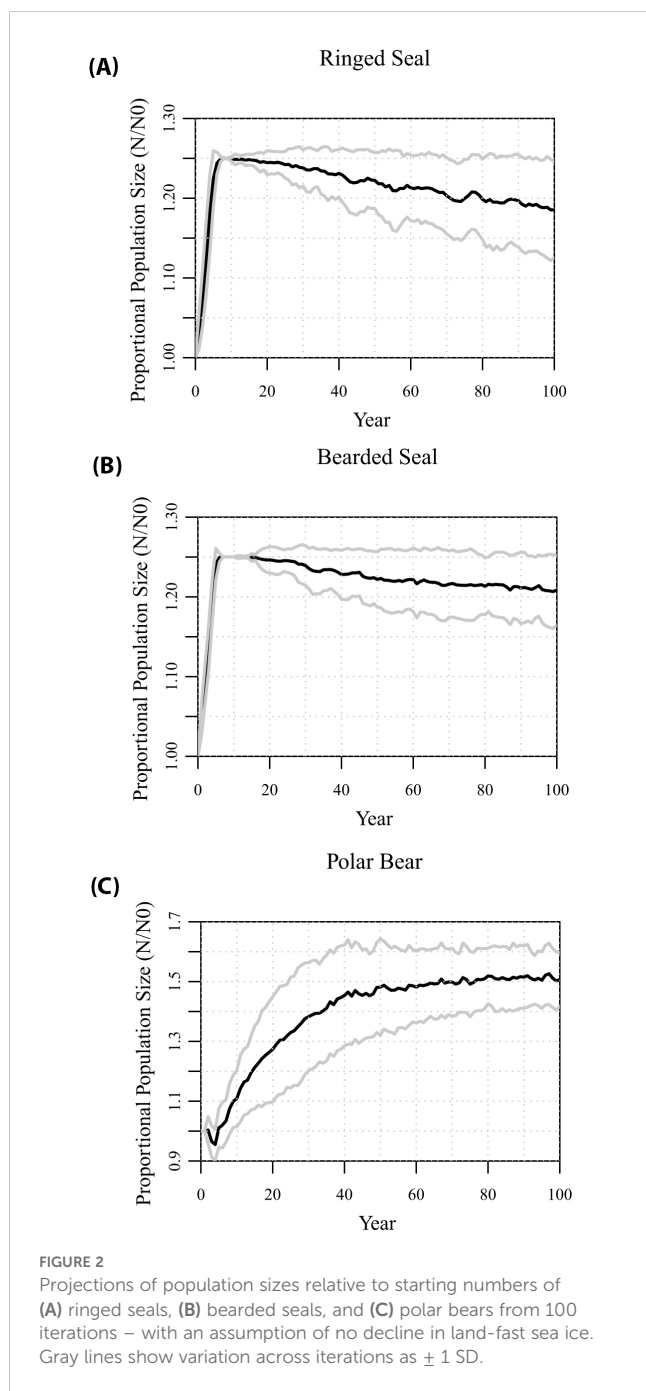 (A)
Ringed Seal
Proportional Population Size (N/N0)
1.30
1.20
1.10
1.00
0 20 40 60 80 100
Year
(B)
Bearded Seal
Proportional Population Size (N/N0)
1.30
1.20
1.10
1.00
0 20 40 60 80 100
Year
(C)
Polar Bear
Proportional Population Size (N/N0)
1.7
1.5
1.3
1.1
0.9
0 20 40 60 80 100
Year
FIGURE 2
Projections of population sizes relative to starting numbers of
(A) ringed seals, (B) bearded seals, and (C) polar bears from 100
iterations – with an assumption of no decline in land-fast sea ice.
Gray lines show variation across iterations as ± 1 SD.